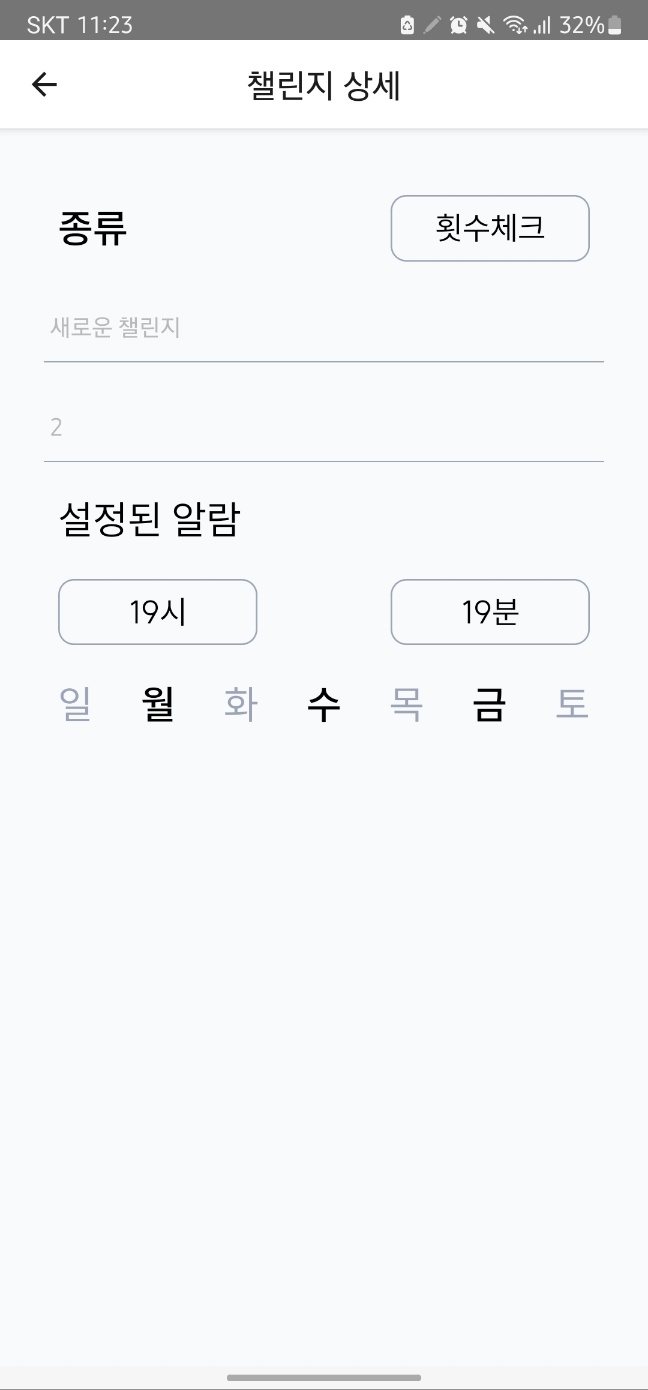 SKT 11:23 32%
챌린지 상세
종류 횟수체크
새로운 챌린지
2
설정된 알람
19시 19분
일 월 화 수 목 금 토